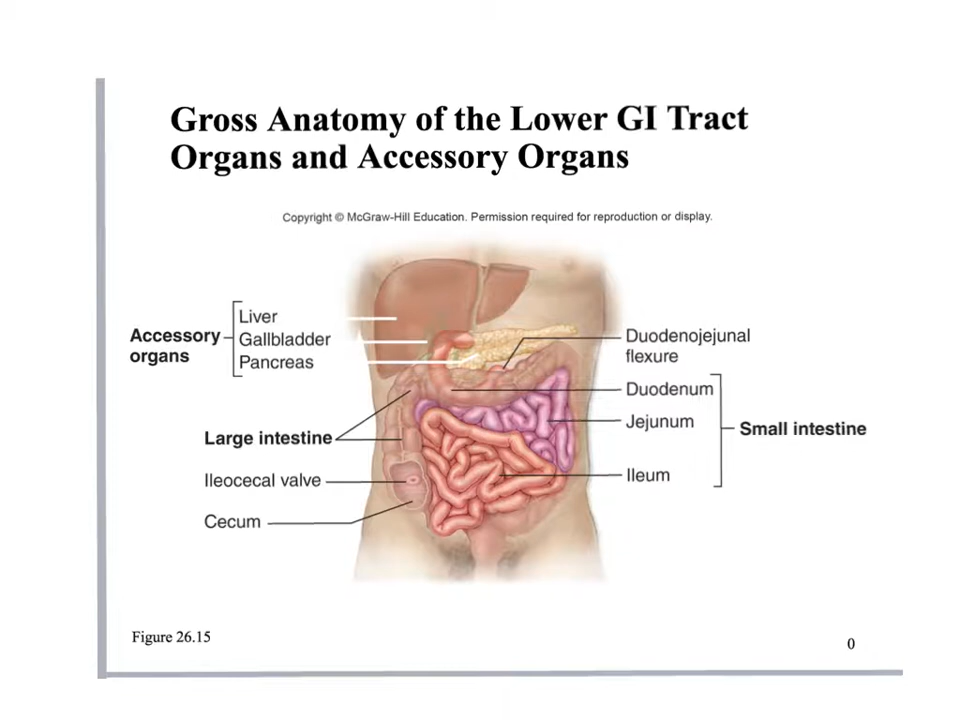 Gross Anatomy of the Lower GI Tract
Organs and Accessory Organs
Copyright © McGraw-Hill Education. Permission required for reproduction or display.
Accessory
organs
Liver
Gallbladder
Pancreas
Large intestine
Ileocecal valve
Cecum
Duodenojejunal
flexure
Duodenum
Jejunum
Ileum
Small intestine
Figure 26.15
0